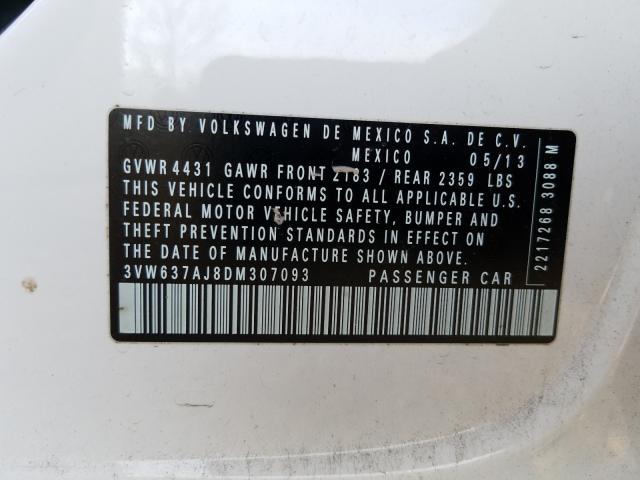 MFD BY VOLKSWAGEN DE MEXICO S.A. DE C.V.
MEXICO 05/13
GVWR 4431 GAWR FRONT 2183 / REAR 2359 LBS
THIS VEHICLE CONFORMS TO ALL APPLICABLE U.S.
FEDERAL MOTOR VEHICLE SAFETY, BUMPER AND
THEFT PREVENTION STANDARDS IN EFFECT ON
THE DATE OF MANUFACTURE SHOWN ABOVE.
3VW637AJ8DM307093 PASSENGER CAR
2217268 3088 M